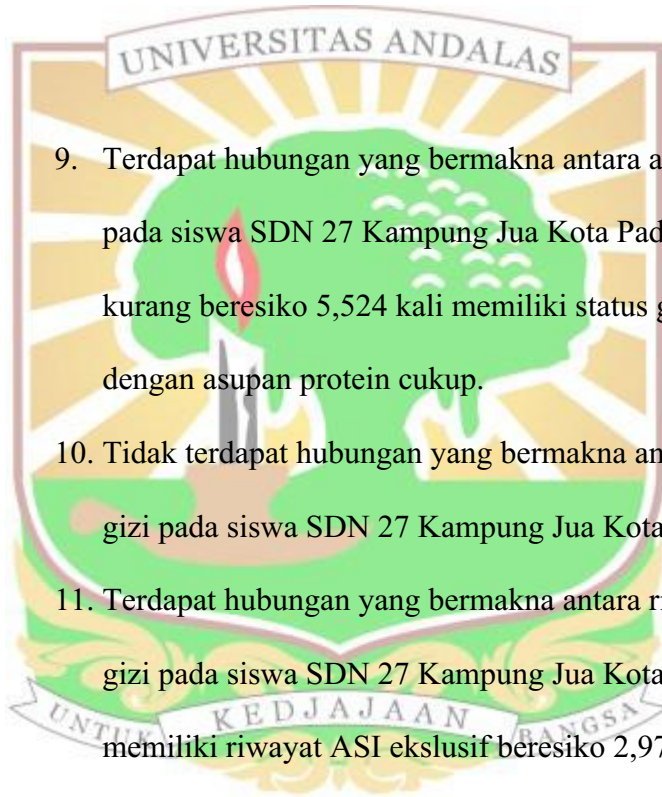 UNIVERSITAS ANDALAS
9. Terdapat hubungan yang bermakna antara
pada siswa SDN 27 Kampung Jua Kota
kurang beresiko 5,524 kali memiliki status
dengan asupan protein cukup.
10. Tidak terdapat hubungan yang bermakna
gizi pada siswa SDN 27 Kampung Jua Kota
11. Terdapat hubungan yang bermakna antara
gizi pada siswa SDN 27 Kampung Jua Kota
UNTUK KEDJAJAAN BANGSA
memiliki riwayat ASI ekslusif beresiko 2,97